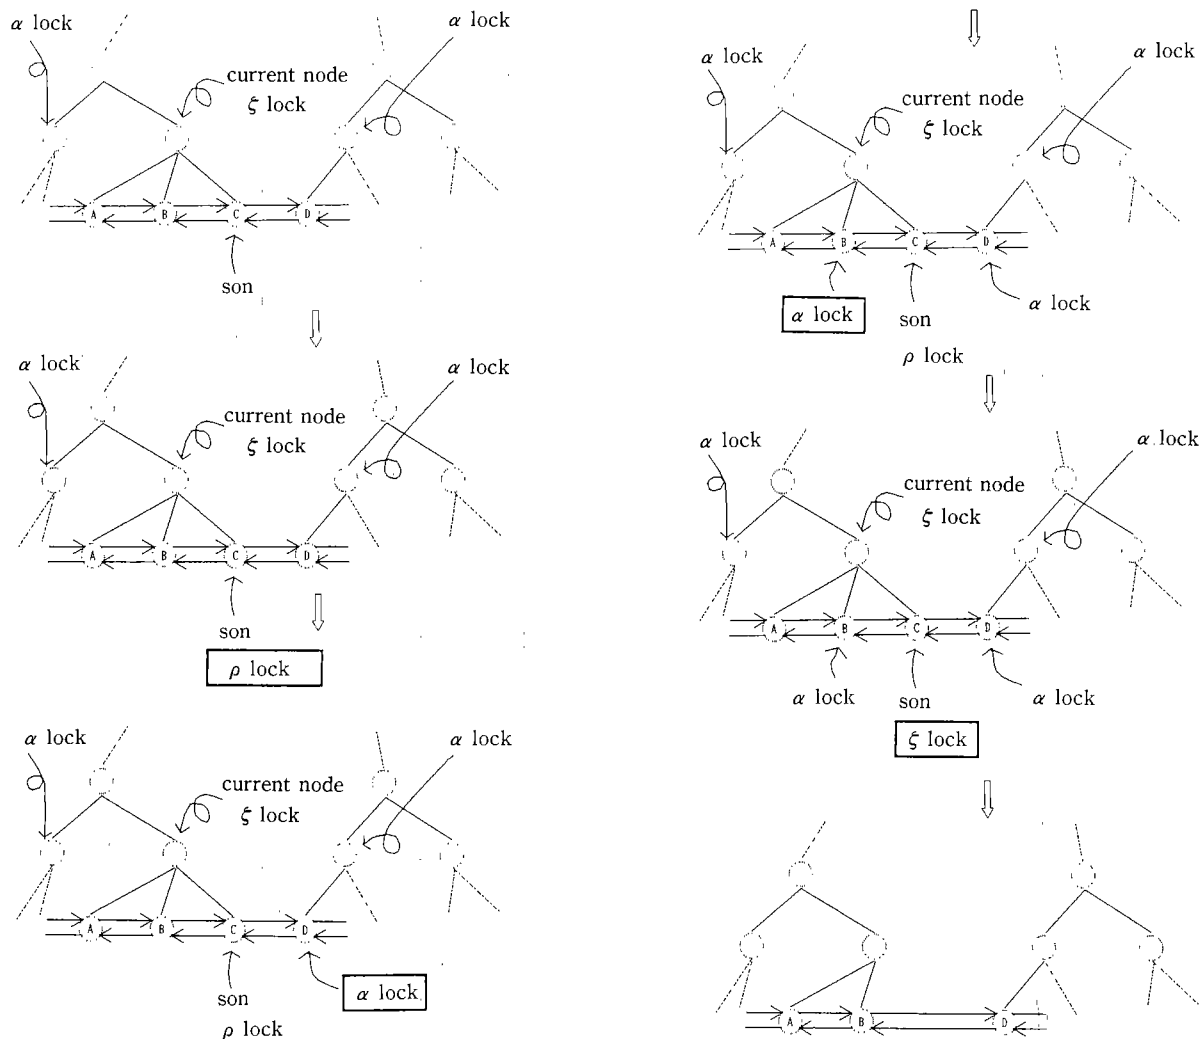 α lock
α lock
current node
ζ lock
A B C D
son
α lock
α lock
current node
ζ lock
A B C D
son
ρ lock
α lock
α lock
current node
ζ lock
A B C D
son
α lock
ρ lock
α lock
α lock
current node
ζ lock
A B C D
α lock
α lock
son
ρ lock
α lock
α lock
current node
ζ lock
A B C D
α lock
son
α lock
ζ lock
A B D